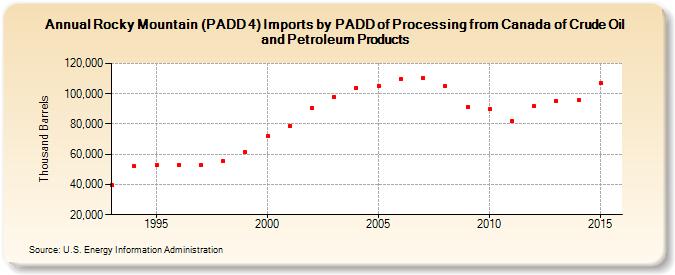 Annual Rocky Mountain (PADD 4) Imports by PADD of Processing from Canada of Crude Oil
and Petroleum Products
Thousand Barrels
120,000
100,000
80,000
60,000
40,000
20,000
1995 2000 2005 2010 2015
Source: U.S. Energy Information Administration